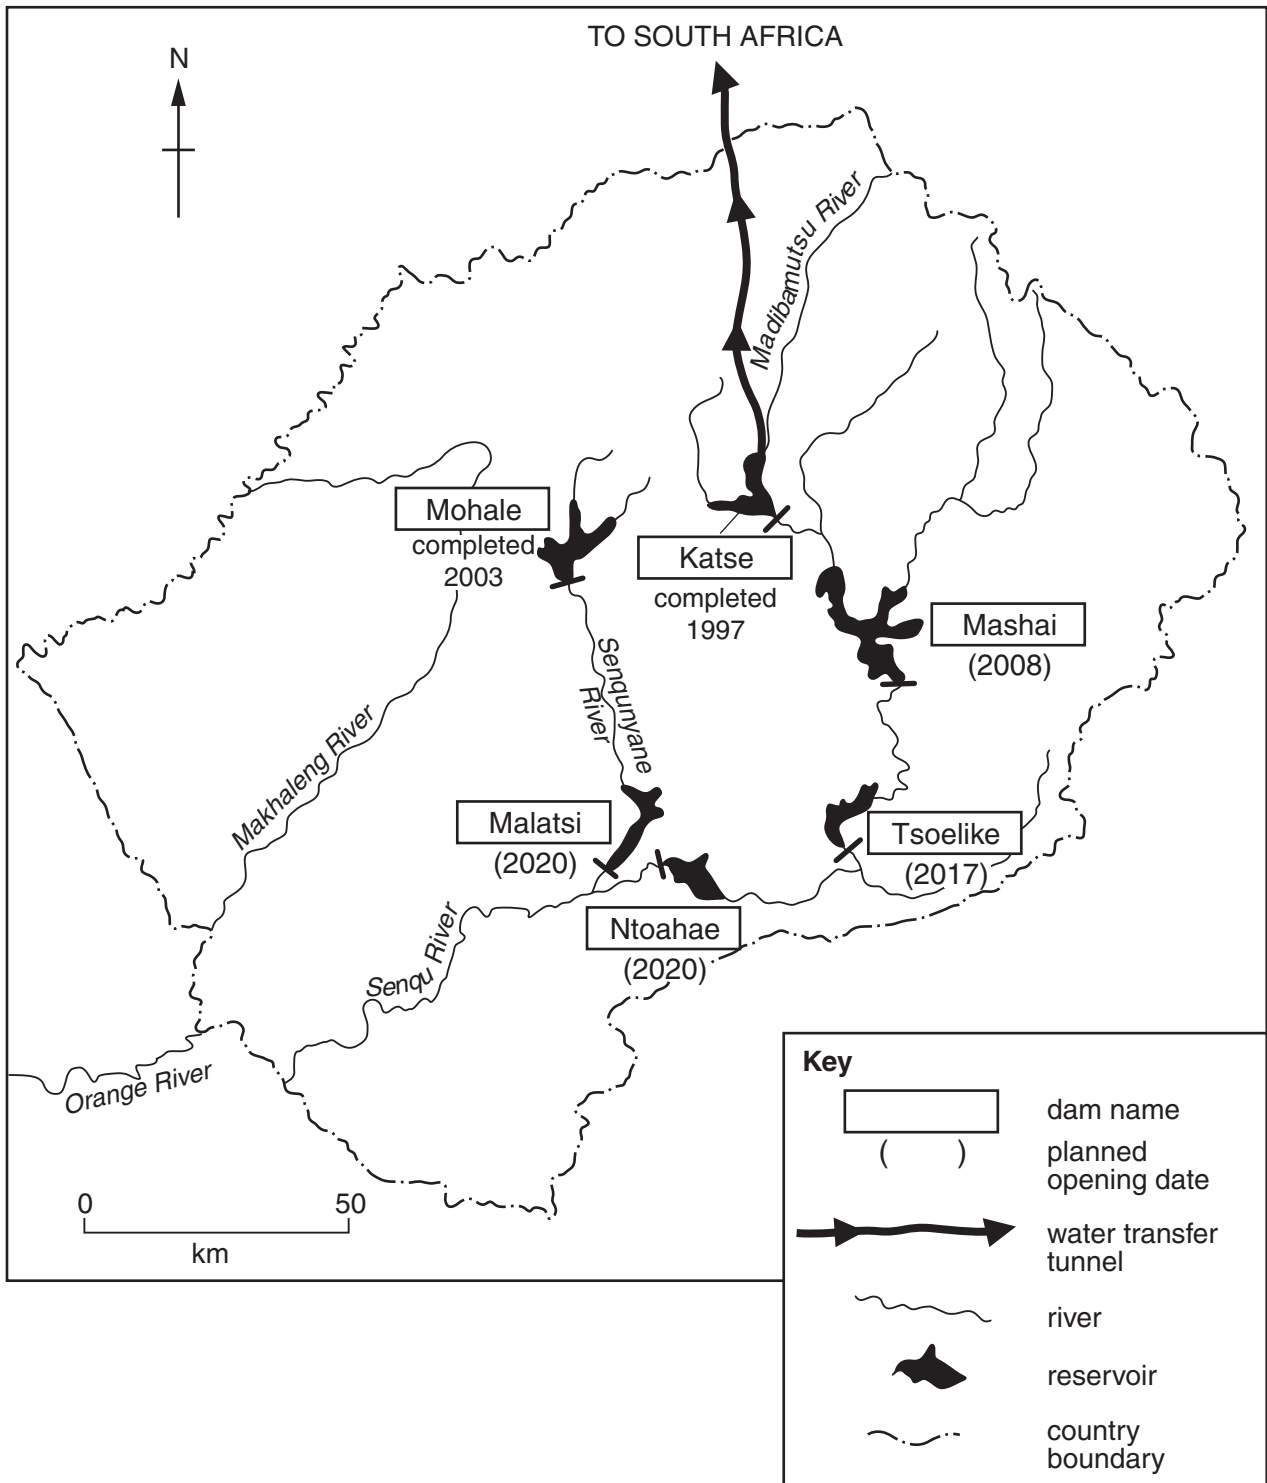 TO SOUTH AFRICA
N
Madibamutsu River
Mohale
completed
2003
Katse
completed
1997
Mashai
(2008)
Senqunyane
River
Makhaleng River
Malatsi
(2020)
Tsoelike
(2017)
Ntoahae
(2020)
Senqu River
Orange River
0 50
km
Key
dam name
( ) planned
opening date
water transfer
tunnel
river
reservoir
country
boundary